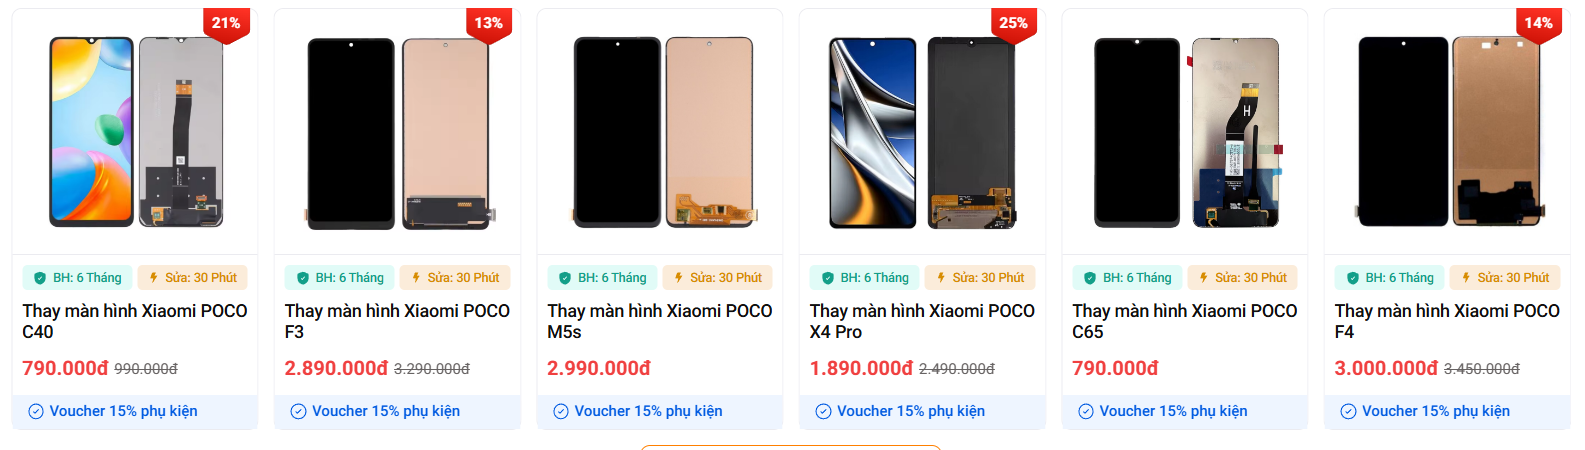 21%
BH: 6 Tháng
Sửa: 30 Phút
Thay màn hình Xiaomi POCO
C40
790.000đ 990.000đ
Voucher 15% phụ kiện
13%
BH: 6 Tháng
Sửa: 30 Phút
Thay màn hình Xiaomi POCO
F3
2.890.000đ 3.290.000đ
Voucher 15% phụ kiện
BH: 6 Tháng
Sửa: 30 Phút
Thay màn hình Xiaomi POCO
M5s
2.990.000đ
Voucher 15% phụ kiện
25%
BH: 6 Tháng
Sửa: 30 Phút
Thay màn hình Xiaomi POCO
X4 Pro
1.890.000đ 2.490.000đ
Voucher 15% phụ kiện
H
BH: 6 Tháng
Sửa: 30 Phút
Thay màn hình Xiaomi POCO
C65
790.000đ
Voucher 15% phụ kiện
14%
BH: 6 Tháng
Sửa: 30 Phút
Thay màn hình Xiaomi POCO
F4
3.000.000đ 3.450.000đ
Voucher 15% phụ kiện